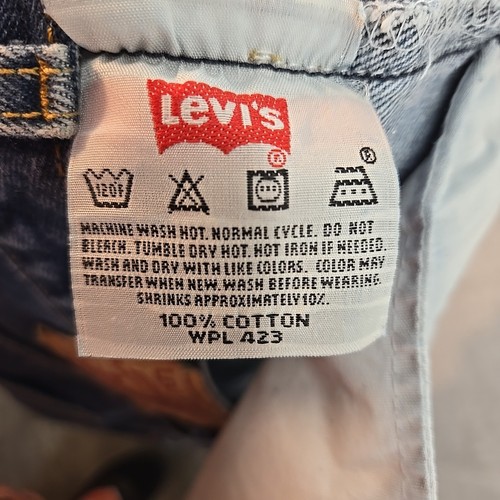 Levi's
®
®
120F
MACHINE WASH HOT. NORMAL CYCLE. DO NOT
BLEACH. TUMBLE DRY HOT. HOT IRON IF NEEDED.
WASH AND DRY WITH LIKE COLORS. COLOR MAY
TRANSFER WHEN NEW. WASH BEFORE WEARING.
SHRINKS APPROXIMATELY 10%.
100% COTTON
WPL 423